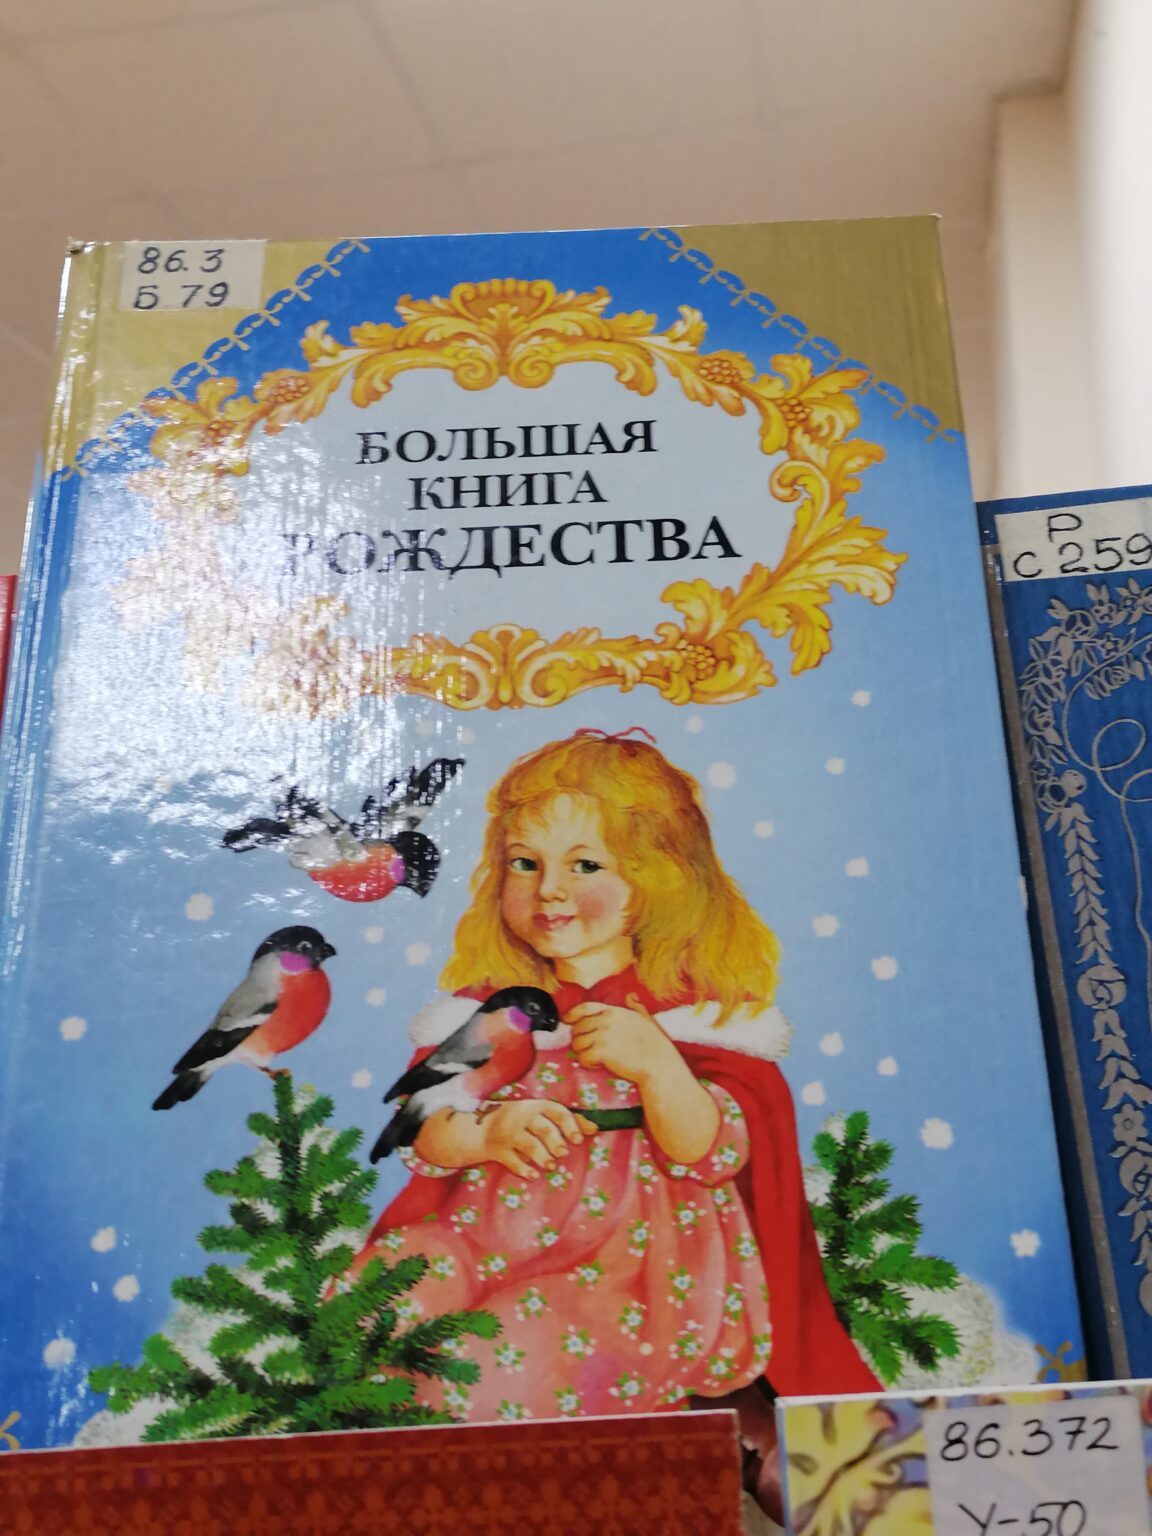 86.3
Б 79
БОЛЬШАЯ
КНИГА
РОЖДЕСТВА
Р
С 259
86.372
У-50